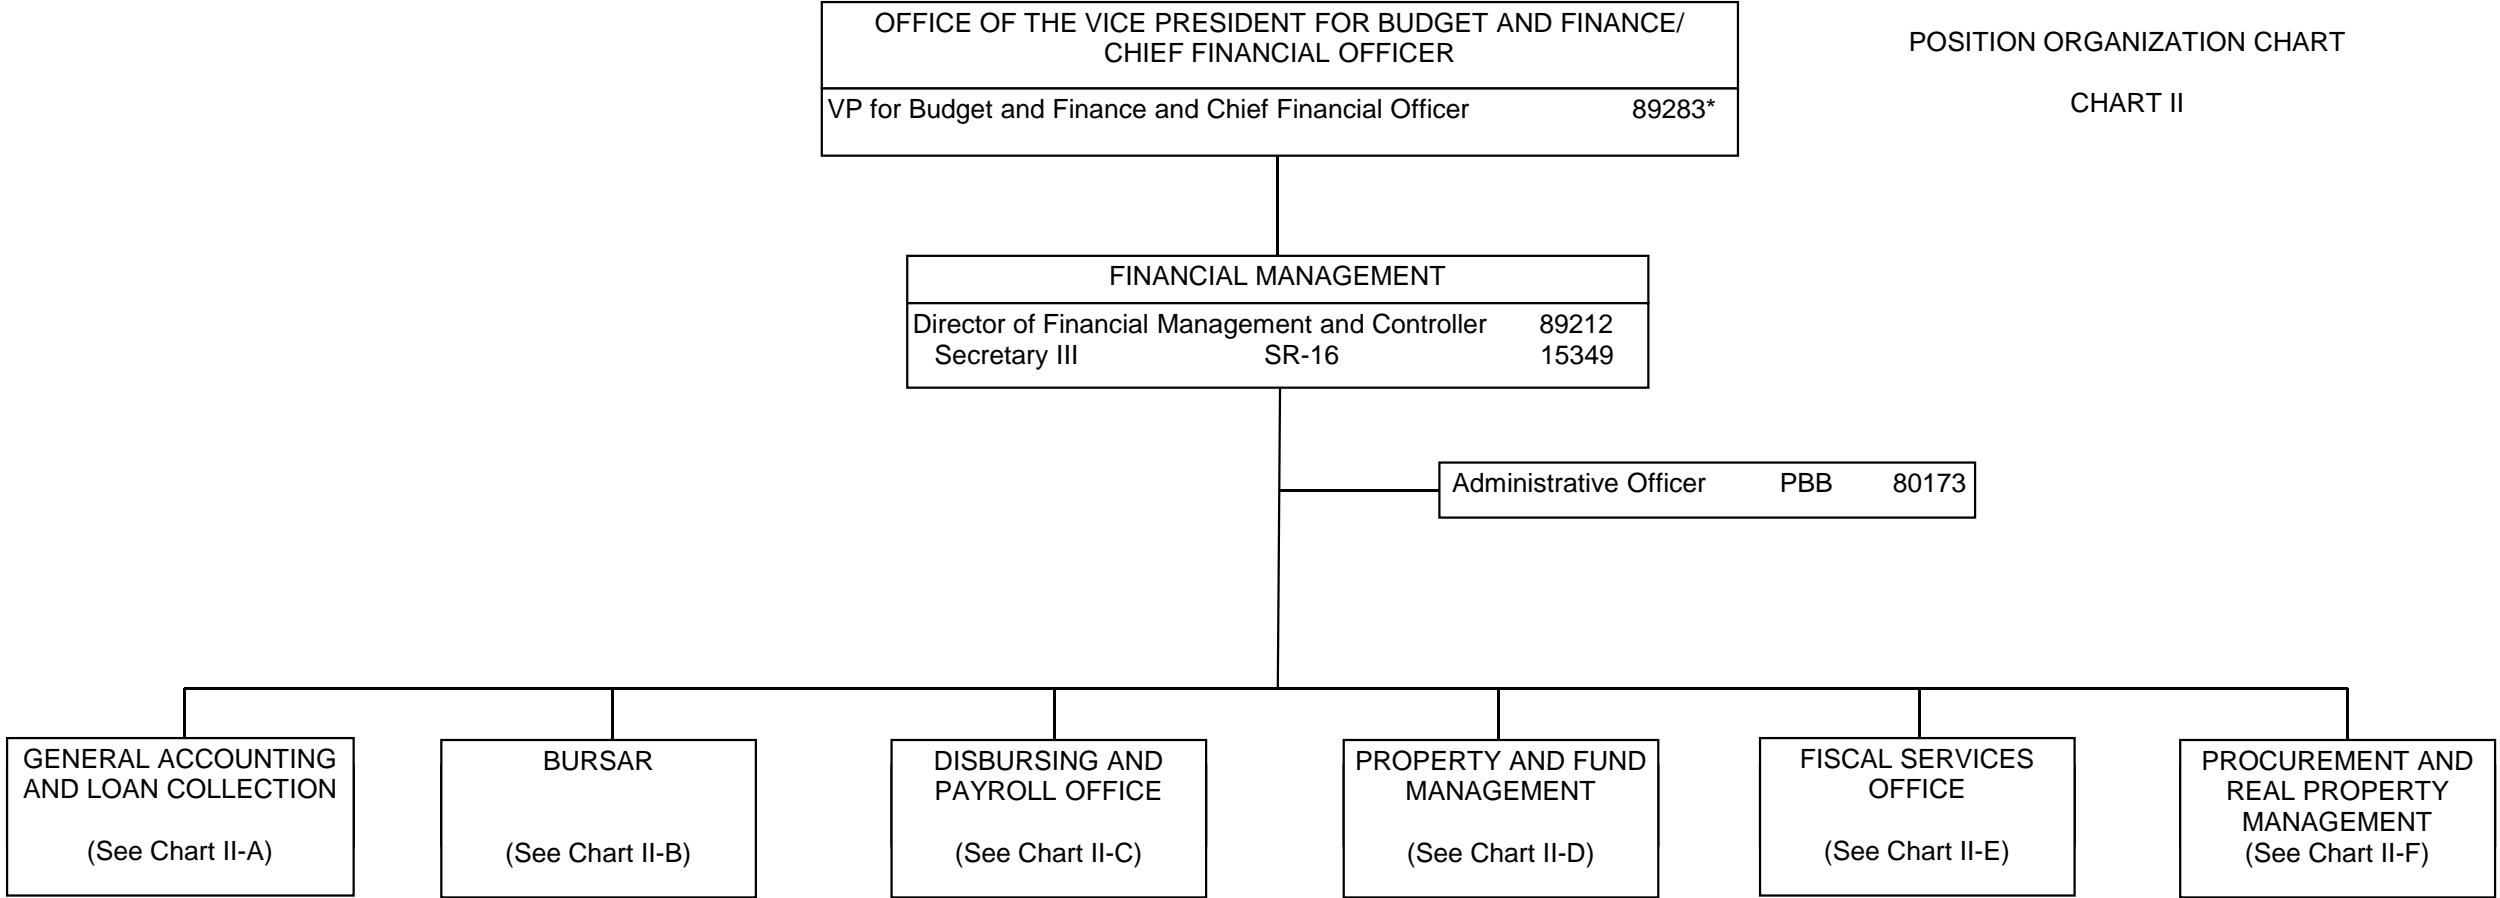 OFFICE OF THE VICE PRESIDENT FOR BUDGET AND FINANCE/
CHIEF FINANCIAL OFFICER
VP for Budget and Finance and Chief Financial Officer 89283*
POSITION ORGANIZATION CHART
CHART II
FINANCIAL MANAGEMENT
Director of Financial Management and Controller 89212
Secretary III SR-16 15349
Administrative Officer PBB 80173
GENERAL ACCOUNTING
AND LOAN COLLECTION
(See Chart II-A)
BURSAR
(See Chart II-B)
DISBURSING AND
PAYROLL OFFICE
(See Chart II-C)
PROPERTY AND FUND
MANAGEMENT
(See Chart II-D)
FISCAL SERVICES
OFFICE
(See Chart II-E)
PROCUREMENT AND
REAL PROPERTY
MANAGEMENT
(See Chart II-F)